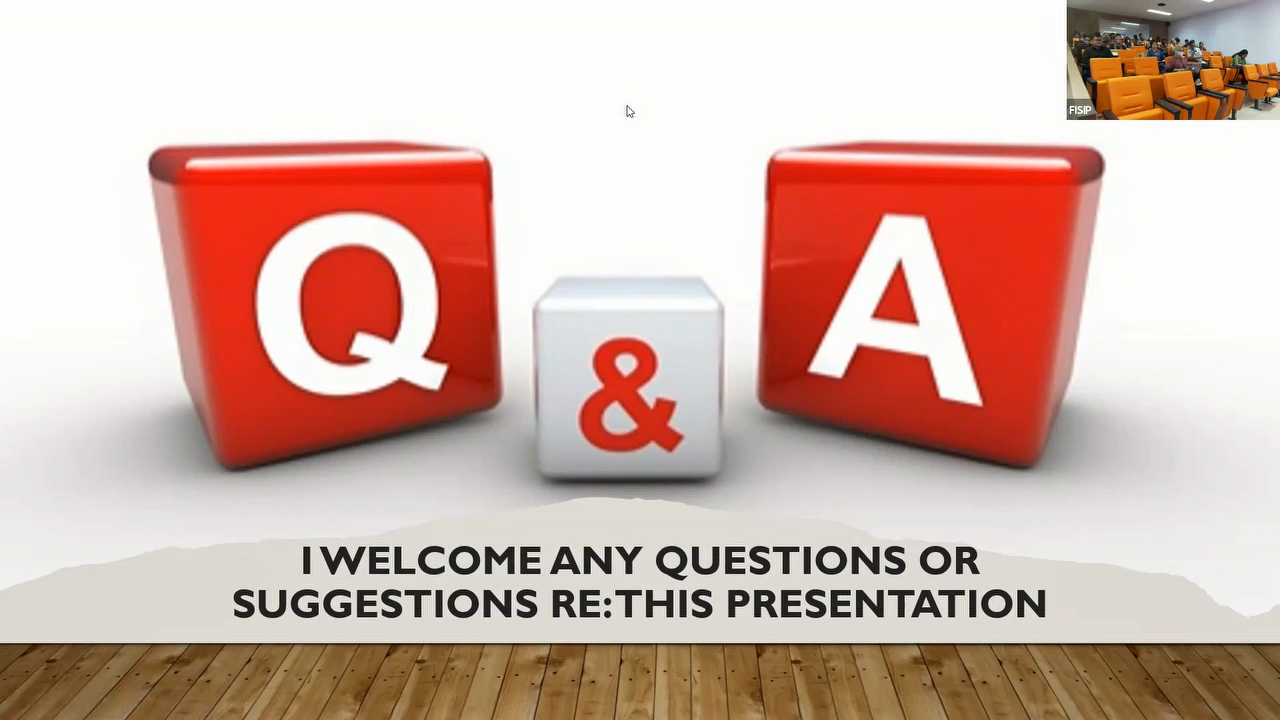 FISIP
Q & A
I WELCOME ANY QUESTIONS OR
SUGGESTIONS RE: THIS PRESENTATION